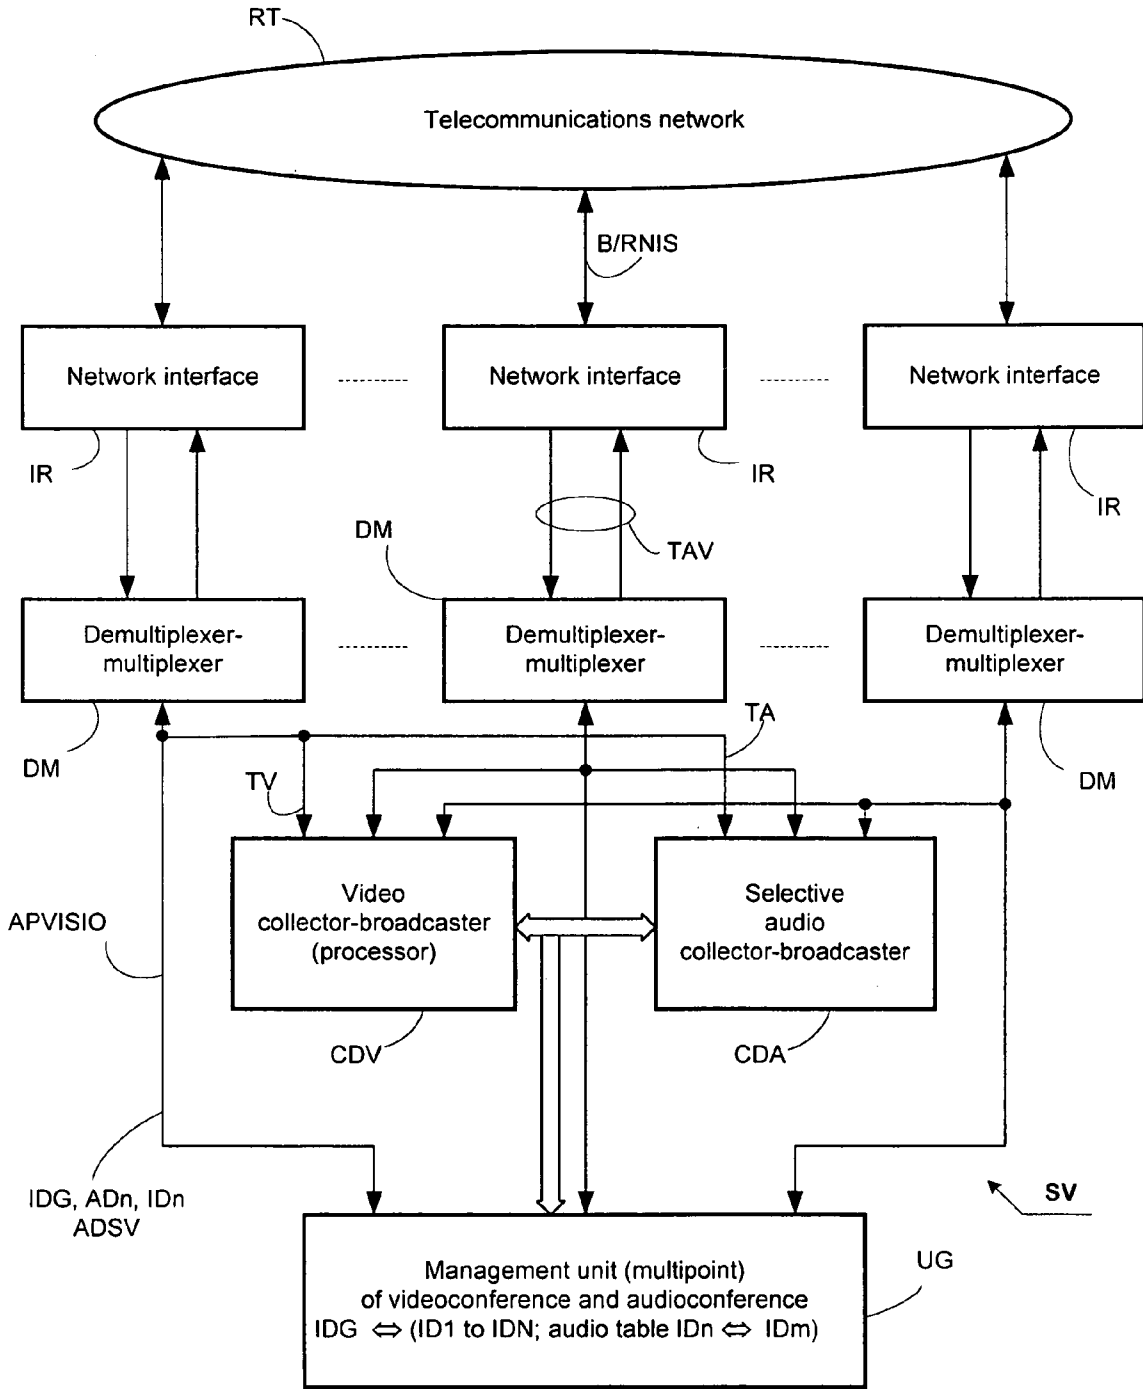 RT
Telecommunications network
B/RNIS
Network interface
Network interface
Network interface
IR
IR
IR
DM
TAV
Demultiplexer-
multiplexer
Demultiplexer-
multiplexer
Demultiplexer-
multiplexer
TA
DM
TV
DM
Video
collector-broadcaster
(processor)
Selective
audio
collector-broadcaster
APVISIO
CDV
CDA
IDG, ADn, IDn
ADSV
SV
Management unit (multipoint)
of videoconference and audioconference
IDG ⇔ (ID1 to IDN; audio table IDn ⇔ IDm)
UG